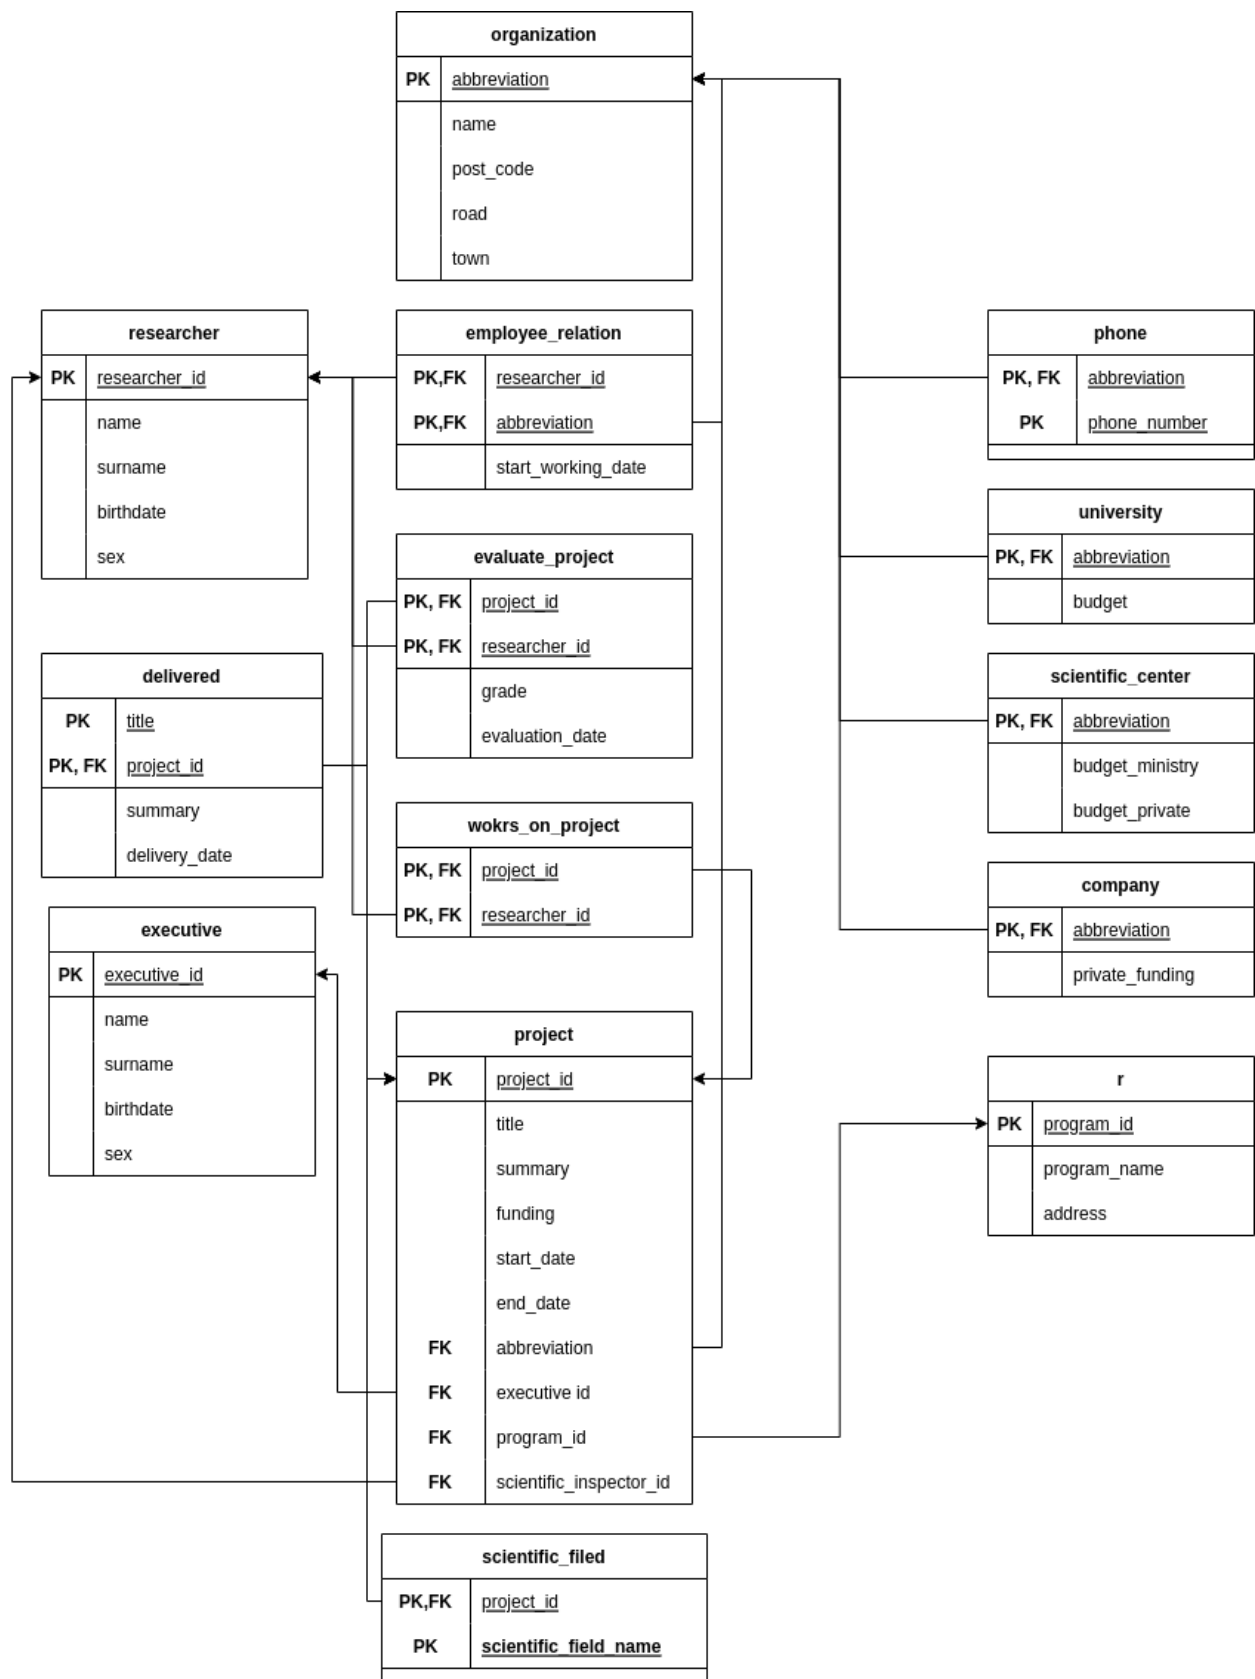 organization
PK abbreviation
name
post_code
road
town
researcher
PK researcher_id
name
surname
birthdate
sex
employee_relation
PK,FK researcher_id
PK,FK abbreviation
start_working_date
phone
PK, FK abbreviation
PK phone_number
evaluate_project
PK, FK project_id
PK, FK researcher_id
grade
evaluation_date
university
PK, FK abbreviation
budget
delivered
PK title
PK, FK project_id
summary
delivery_date
scientific_center
PK, FK abbreviation
budget_ministry
budget_private
wokrs_on_project
PK, FK project_id
PK, FK researcher_id
company
PK, FK abbreviation
private_funding
executive
PK executive_id
name
surname
birthdate
sex
project
PK project_id
title
summary
funding
start_date
end_date
FK abbreviation
FK executive id
FK program_id
FK scientific_inspector_id
r
PK program_id
program_name
address
scientific_filed
PK,FK project_id
PK scientific_field_name